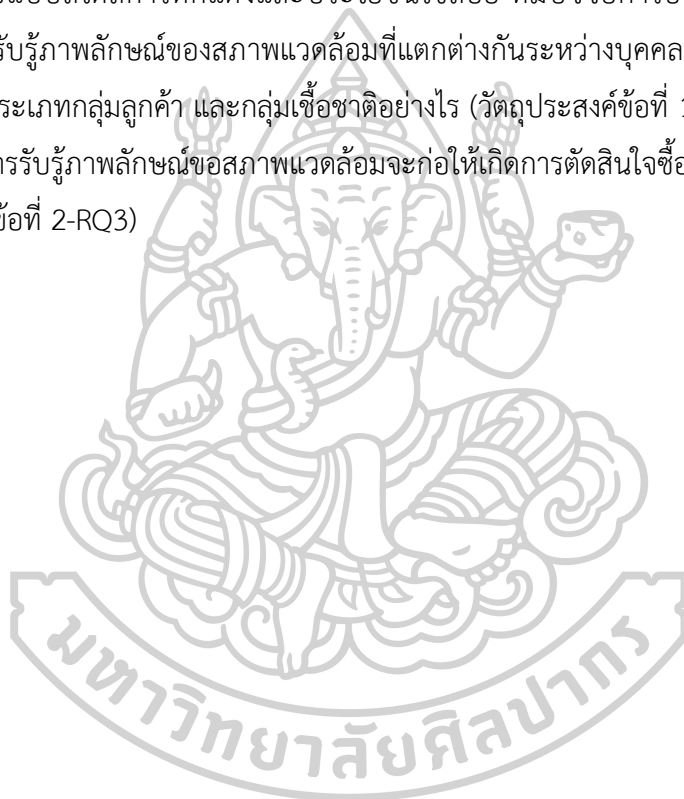 รับรู้ภาพลักษณ์ของสภาพแวดล้อมที่แตกต่างกันระหว่างบุคคล
ระเภทกลุ่มลูกค้า และกลุ่มเชื้อชาติอย่างไร (วัตถุประสงค์ข้อที่ 1
ารรับรู้ภาพลักษณ์ขอสภาพแวดล้อมจะก่อให้เกิดการตัดสินใจซื้อ
ข้อที่ 2-RQ3)
มหาวิทยาลัยศิลปากร